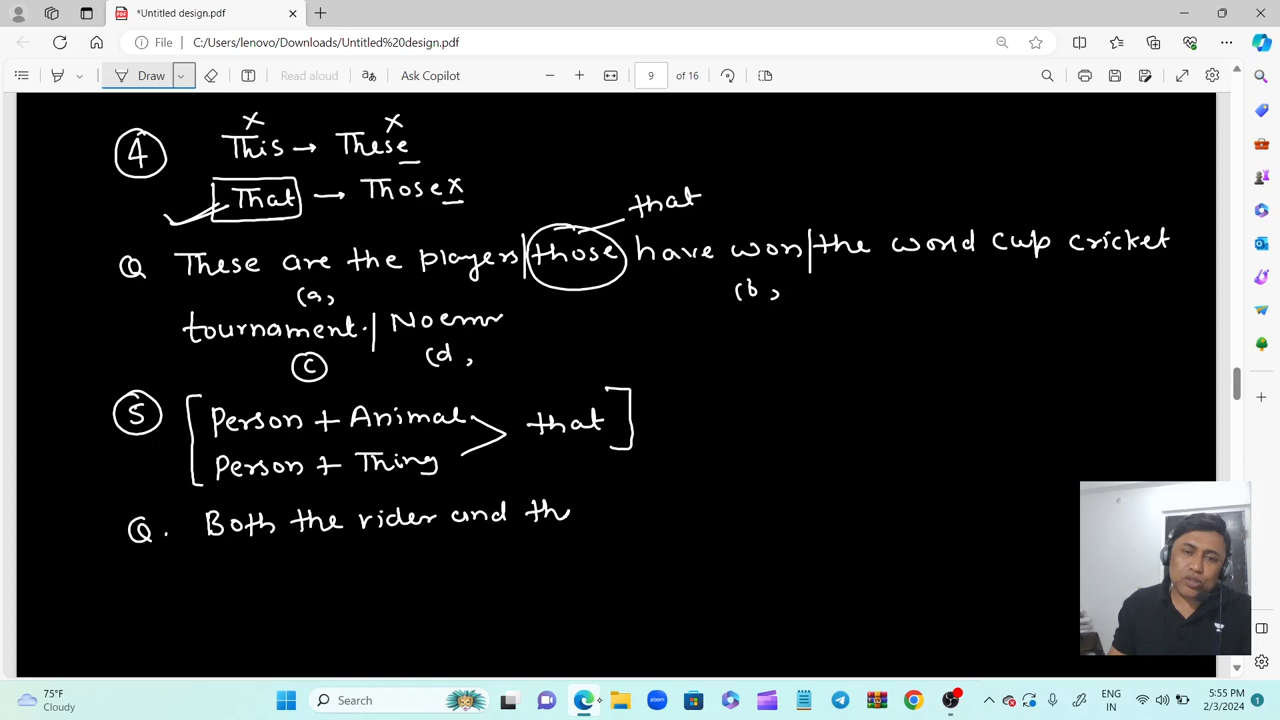 *Untitled design.pdf
File C:/Users/lenovo/Downloads/Untitled%20design.pdf
Draw Read aloud Ask Copilot 9 of 16
x x
④ This → These
That → Those x
that
Q These are the players | those have won | the world cup cricket
(a, (b,
tournament. | No error
ⓒ (d,
⑤ [ Person + Animal
> that ]
Person + Thing
Q. Both the rider and th
75°F
Cloudy
Search
zoom
ENG
IN
5:55 PM
2/3/2024
1